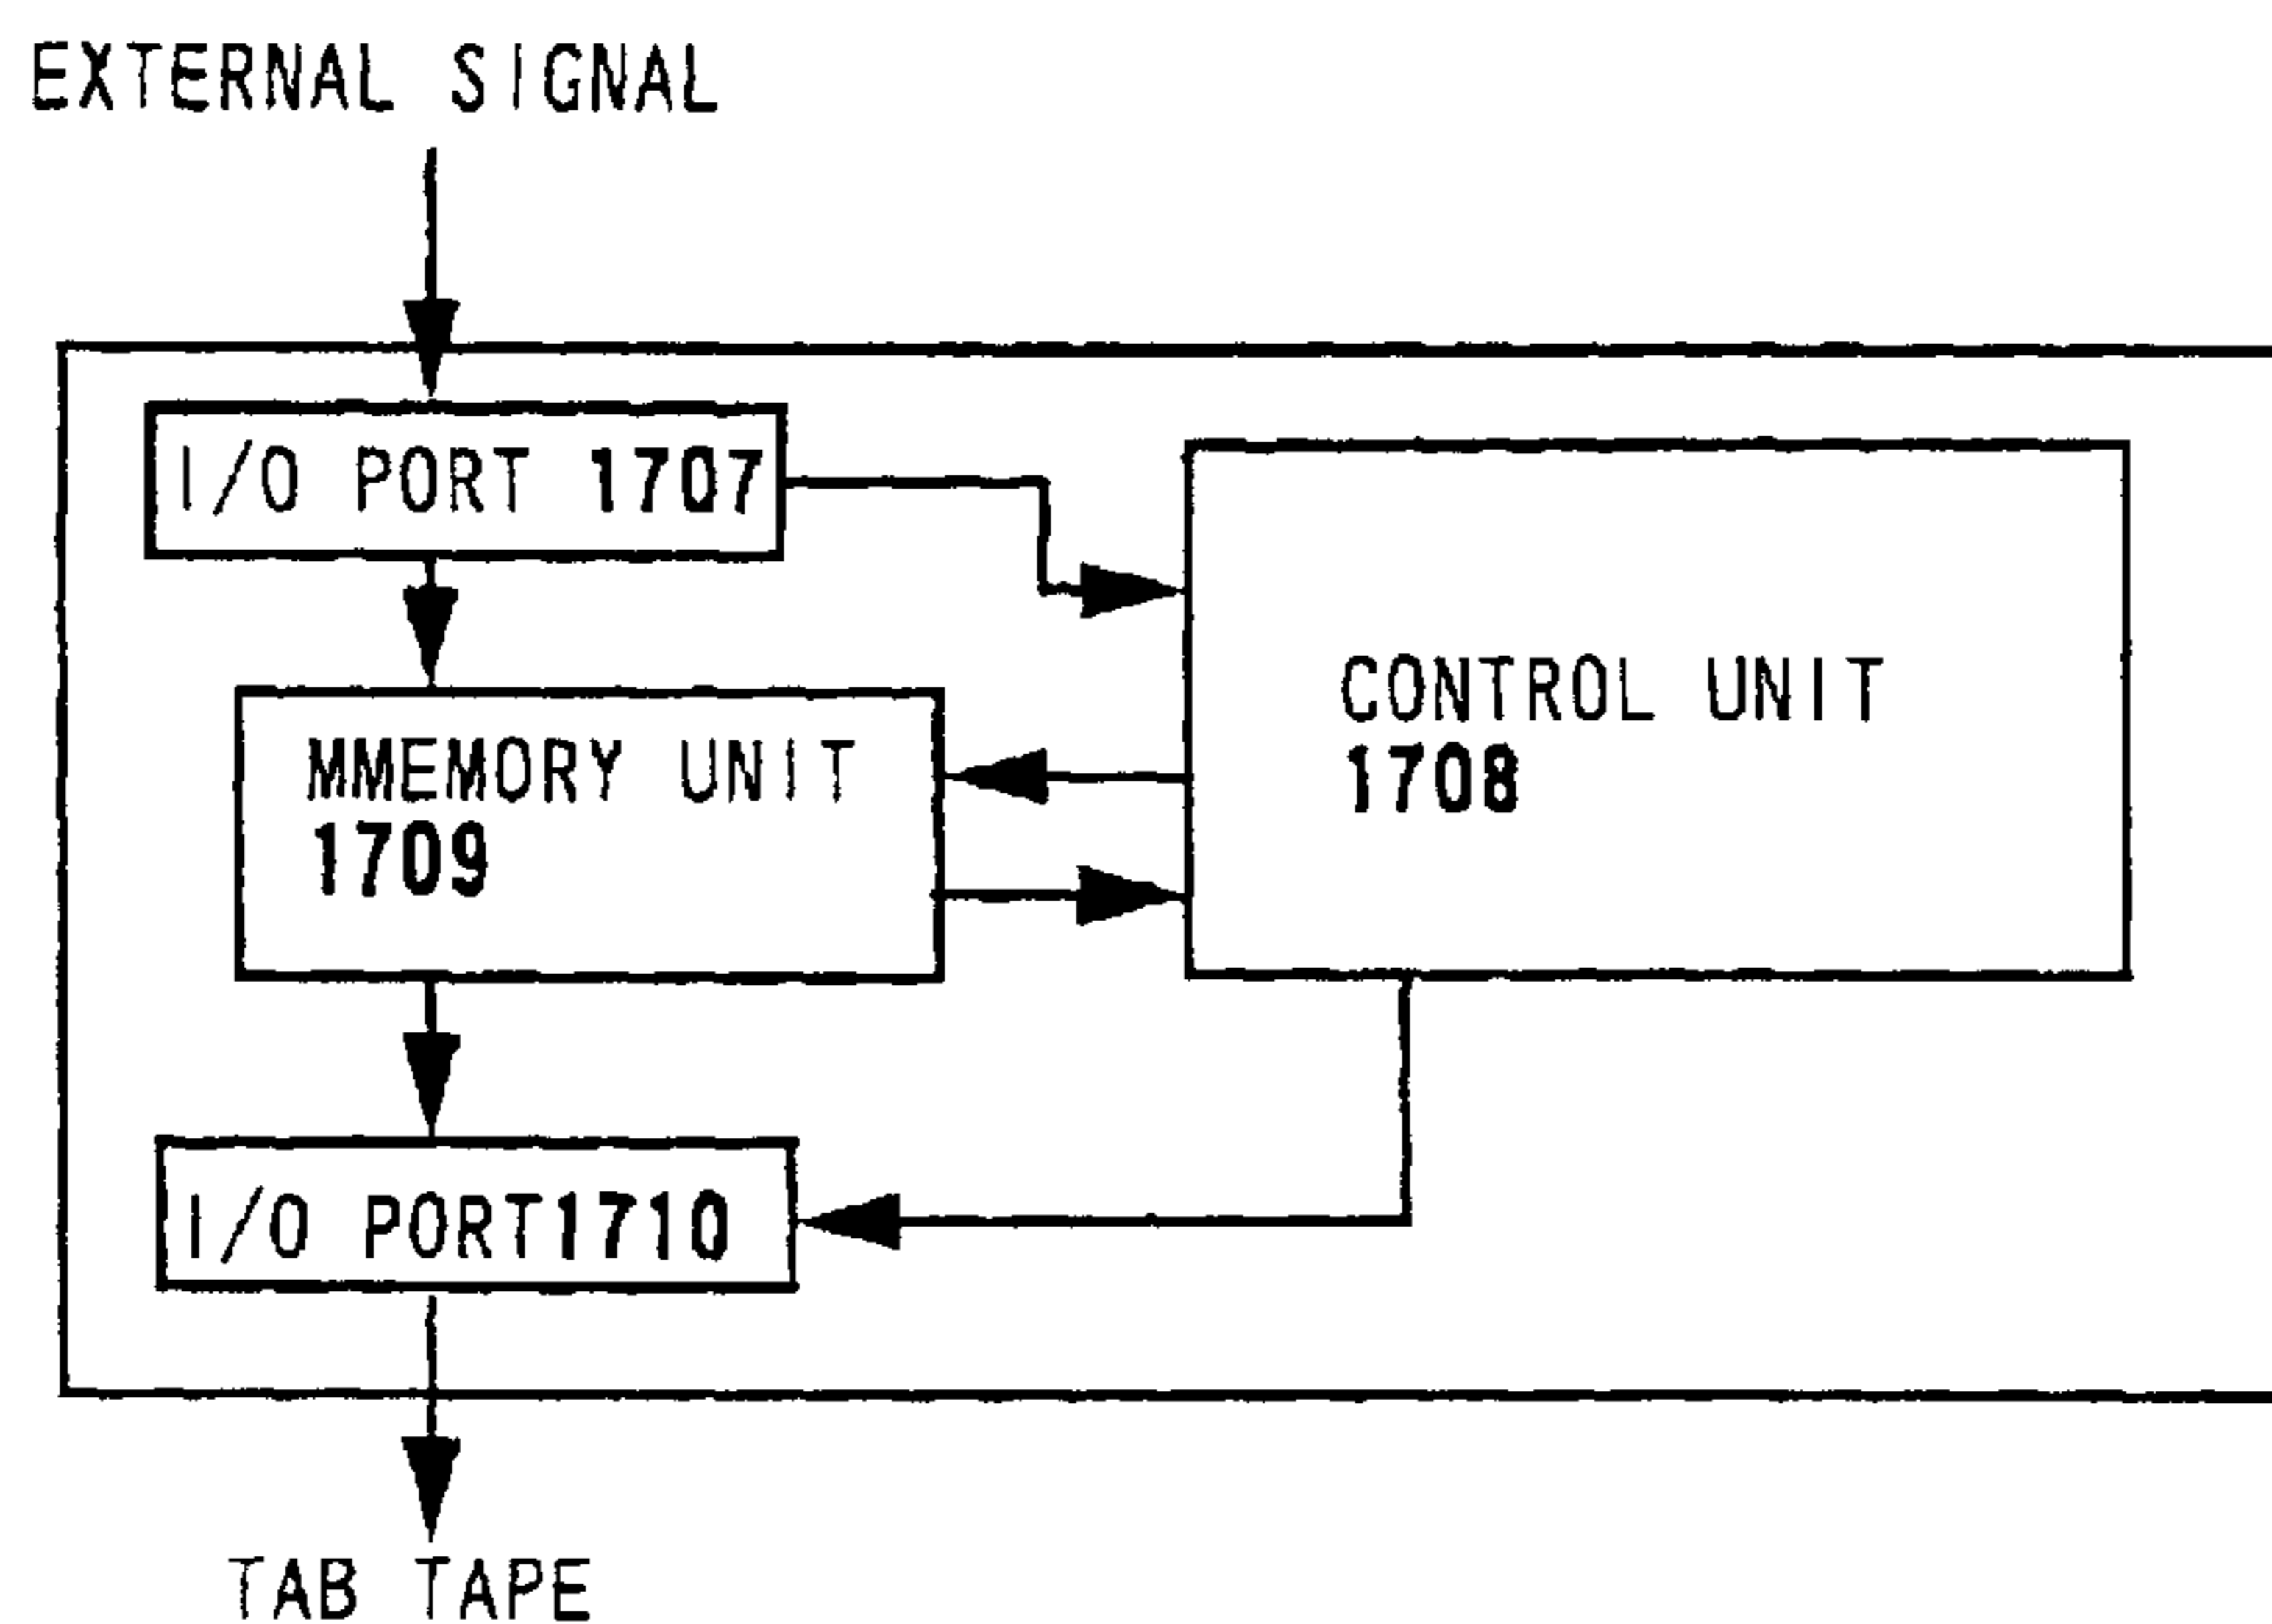 EXTERNAL SIGNAL
I/O PORT 1707
CONTROL UNIT
1708
MMEMORY UNIT
1709
I/O PORT1710
TAB TAPE